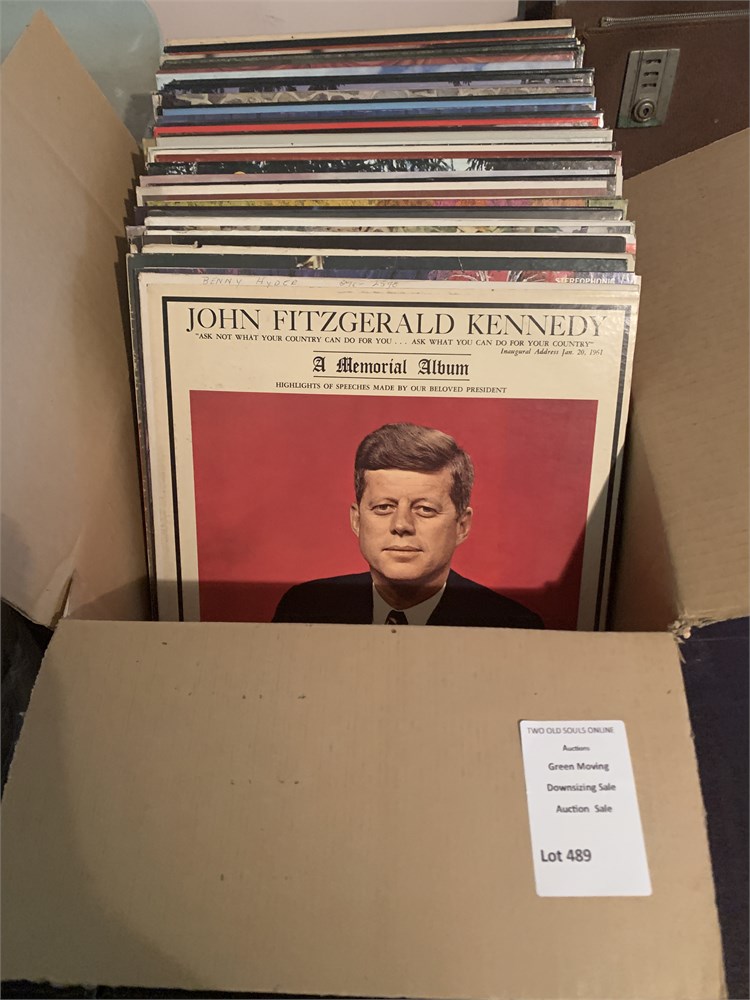 BENNY HYDER
STEREOPHONIC
JOHN FITZGERALD KENNEDY
"ASK NOT WHAT YOUR COUNTRY CAN DO FOR YOU . . . ASK WHAT YOU CAN DO FOR YOUR COUNTRY"
Inaugural Address Jan. 20, 1961
A Memorial Album
HIGHLIGHTS OF SPEECHES MADE BY OUR BELOVED PRESIDENT
TWO OLD SOULS ONLINE
Auctions
Green Moving
Downsizing Sale
Auction Sale
Lot 489